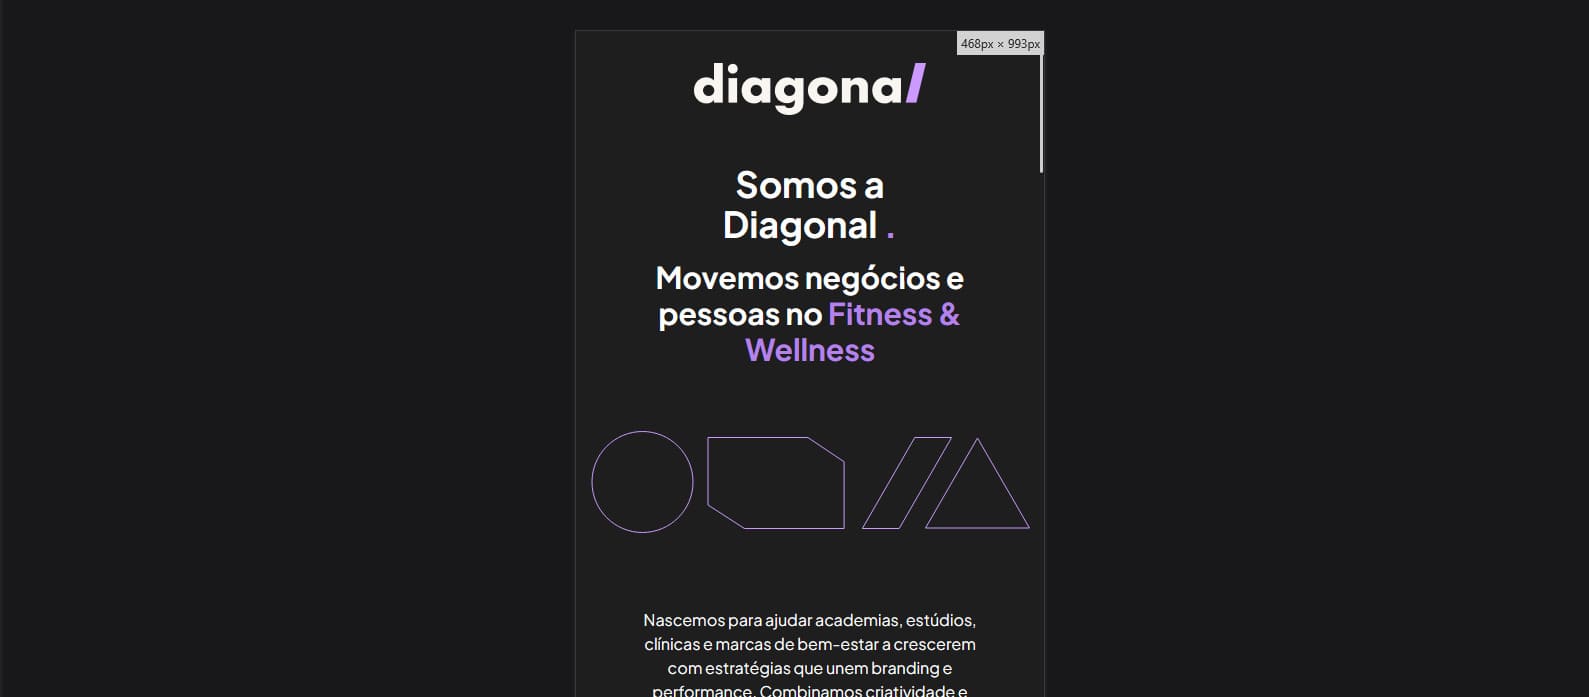 468px × 993px
diagonal
Somos a
Diagonal .
Movemos negócios e
pessoas no Fitness &
Wellness
Nascemos para ajudar academias, estúdios,
clínicas e marcas de bem-estar a crescerem
com estratégias que unem branding e
performance. Combinamos criatividade e